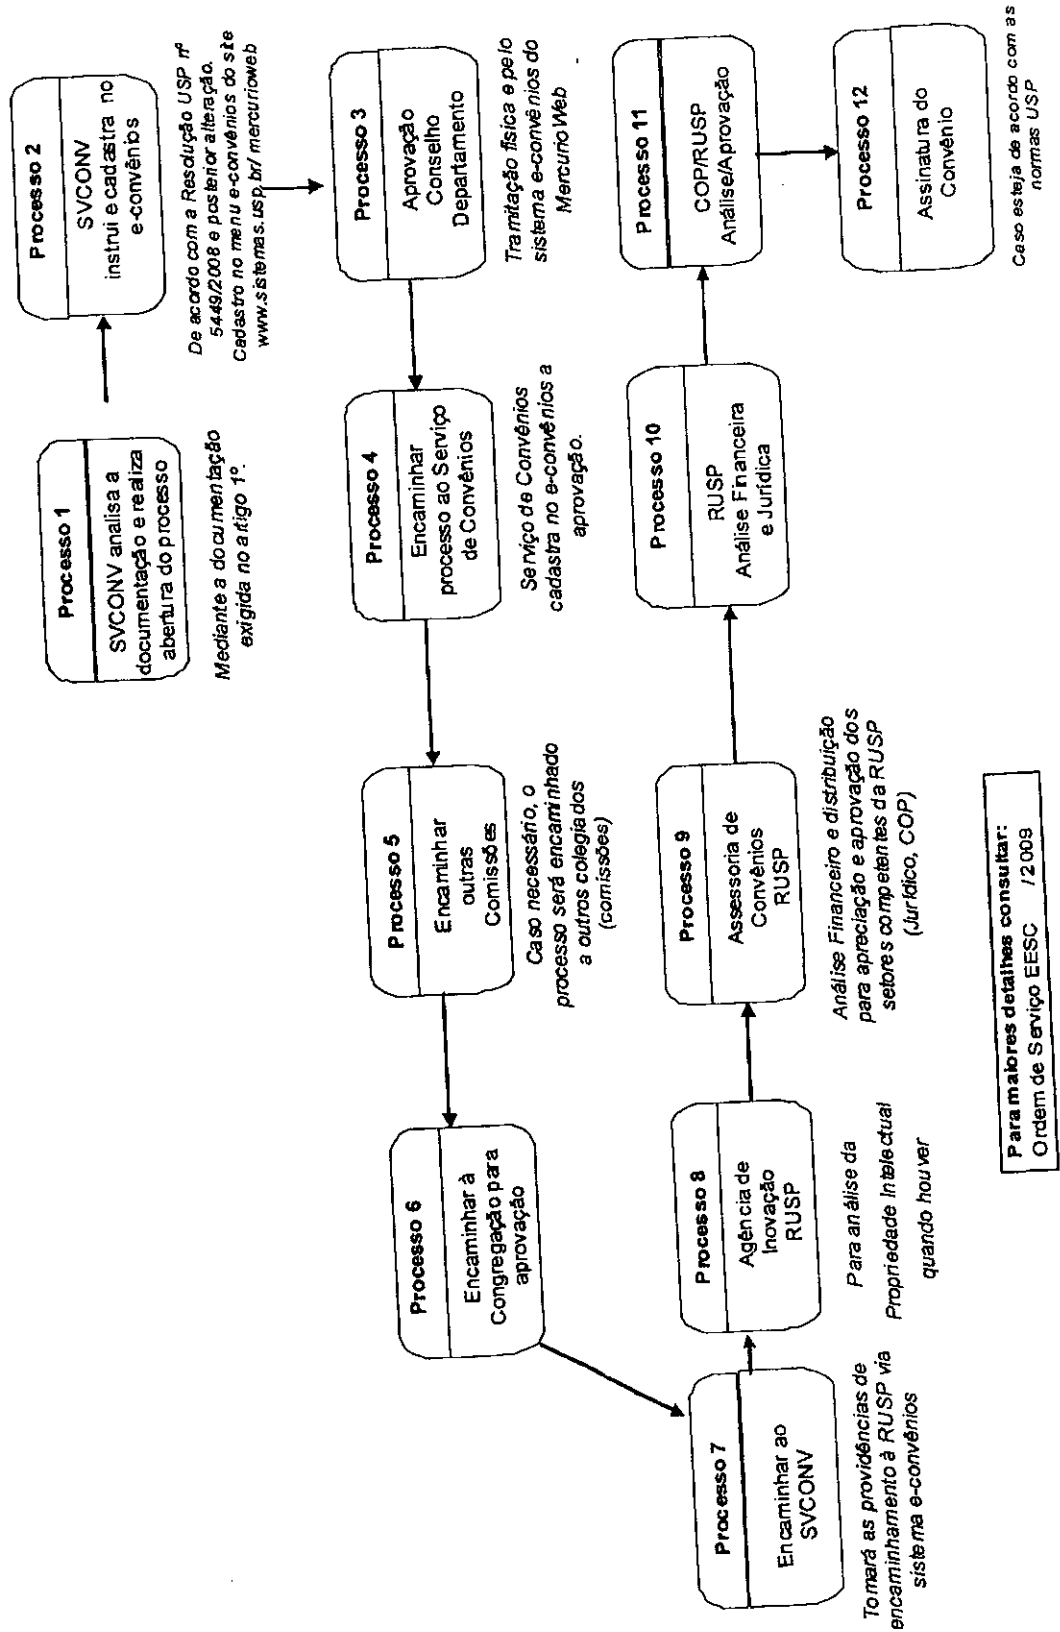 Processo 1
SVCONV analisa a
documentação e realiza
abertura do processo
Mediante a documentação
exigida no artigo 1º.
Processo 2
SVCONV
instrui e cadastra no
e-convênios
De acordo com a Resolução USP nº
5449/2008 e posterior alteração.
Cadastro no menu e-convênios do site
www.sistemas.usp.br/mercurioweb
Processo 3
Aprovação
Conselho
Departamento
Tramitação física e pelo
sistema e-convênios do
Mercurio Web
Processo 4
Encaminhar
processo ao Serviço
de Convênios
Serviço de Convênios
cadastra no e-convênios a
aprovação.
Processo 5
Encaminhar
outras
Comissões
Caso necessário, o
processo será encaminhado
a outros colegiados
(comissões)
Processo 6
Encaminhar à
Congregação para
aprovação
Processo 7
Encaminhar ao
SVCONV
Tomará as providências de
encaminhamento à RUSP via
sistema e-convênios
Processo 8
Agência de
Inovação
RUSP
Para análise da
Propriedade Intelectual
quando houver
Processo 9
Assessoria de
Convênios
RUSP
Análise Financeiro e distribuição
para apreciação e aprovação dos
setores competentes da RUSP
(Jurídico, COP)
Processo 10
RUSP
Análise Financeira
e Jurídica
Processo 11
COP/RUSP
Análise/Aprovação
Processo 12
Assinatura do
Convênio
Caso esteja de acordo com as
normas USP
Para maiores detalhes consultar:
Ordem de Serviço EESC /2009